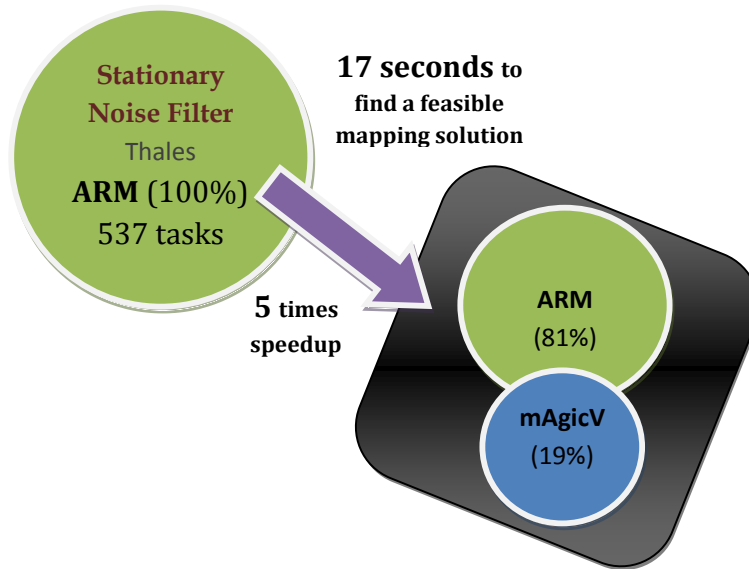 Stationary
Noise Filter
Thales
ARM (100%)
537 tasks
17 seconds to
find a feasible
mapping solution
5 times
speedup
ARM
(81%)
mAgicV
(19%)